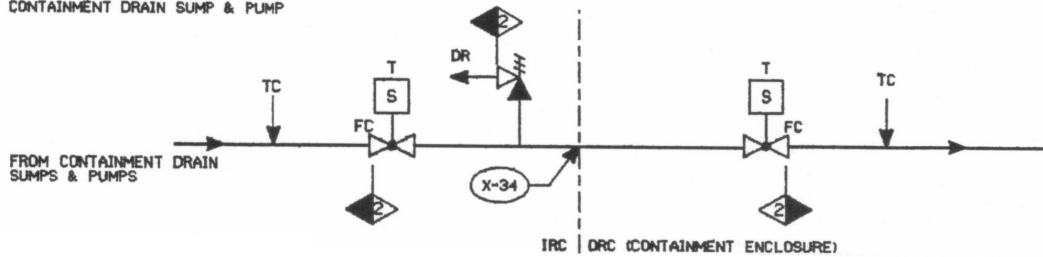 CONTAINMENT DRAIN SUMP & PUMP
2
DR
T
S
TC
FC
T
S
TC
FC
FROM CONTAINMENT DRAIN
SUMPS & PUMPS
X-34
2
2
IRC
ORC (CONTAINMENT ENCLOSURE)